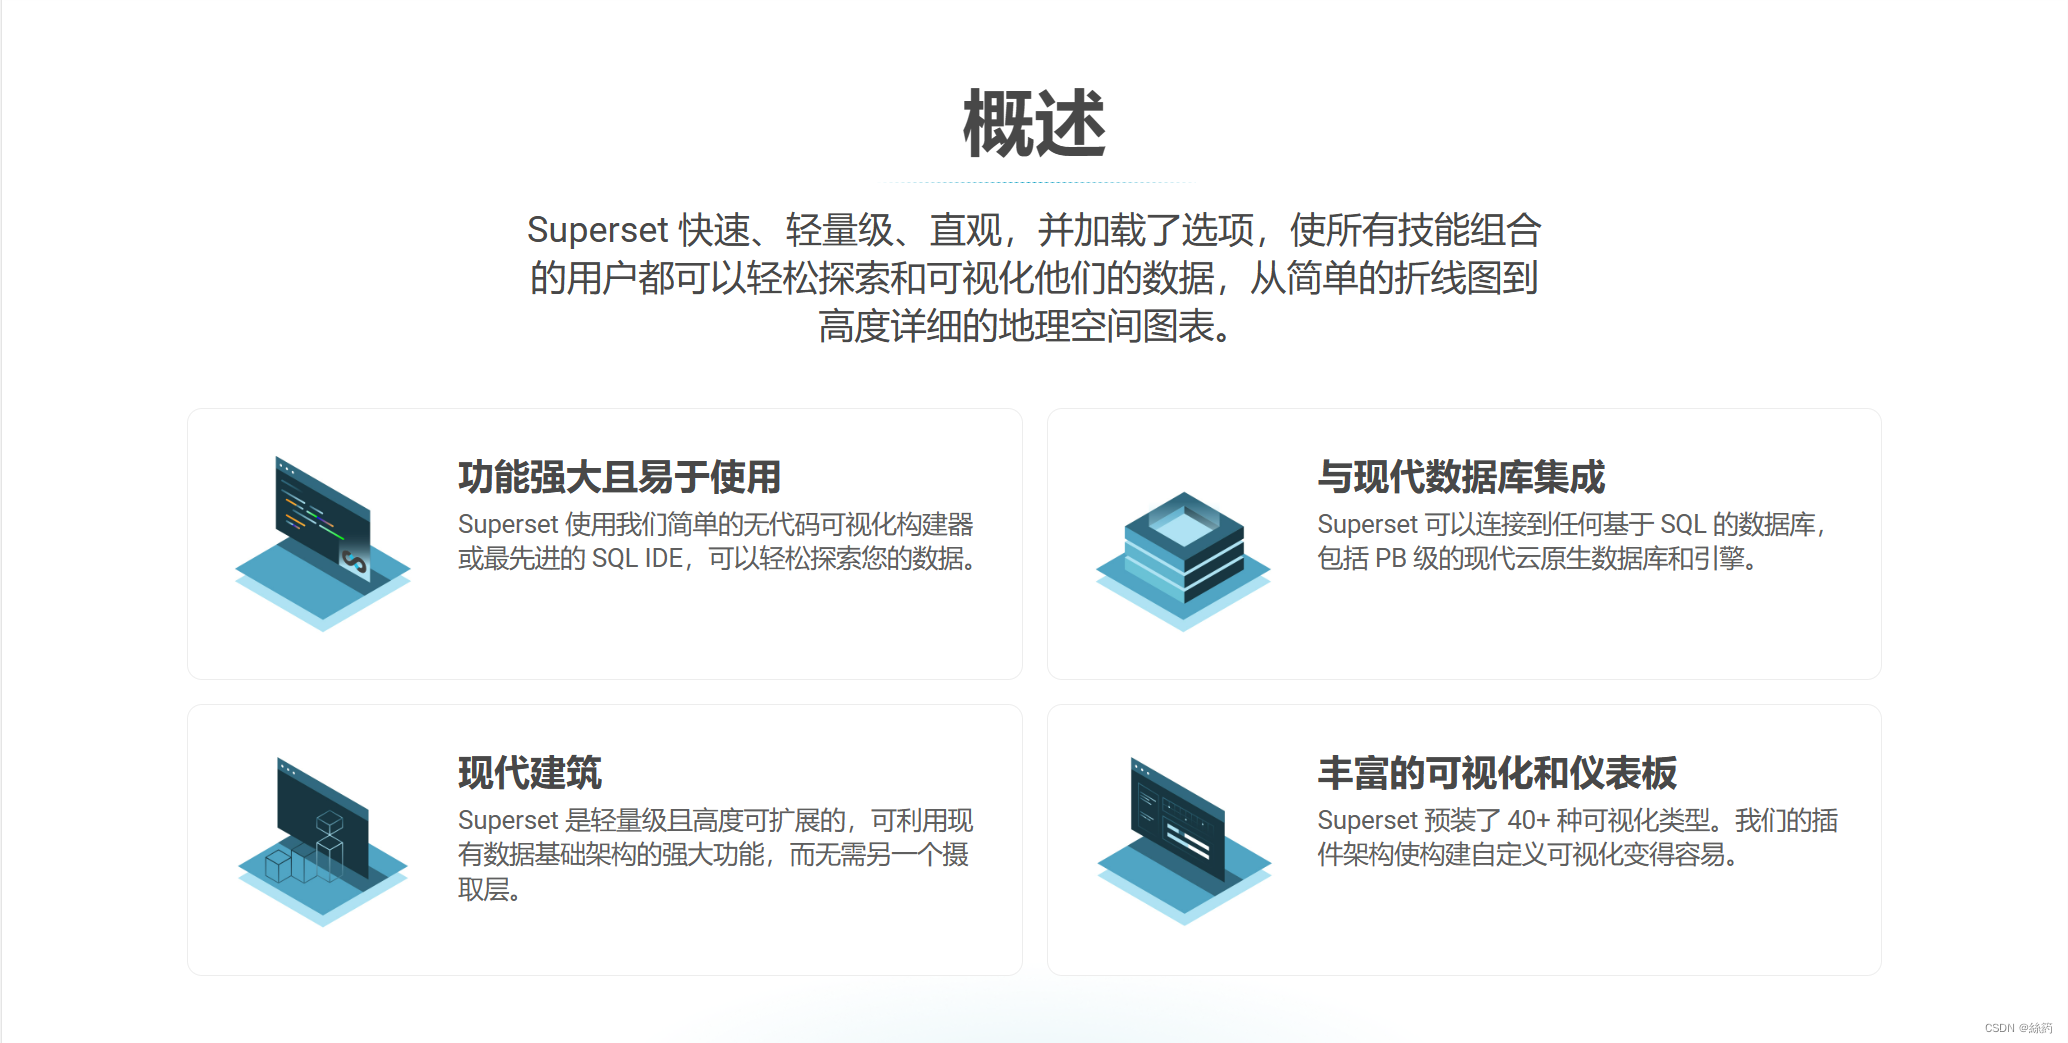 概述
Superset 快速、轻量级、直观，并加载了选项，使所有技能组合
的用户都可以轻松探索和可视化他们的数据，从简单的折线图到
高度详细的地理空间图表。
功能强大且易于使用
Superset 使用我们简单的无代码可视化构建器
或最先进的 SQL IDE，可以轻松探索您的数据。
与现代数据库集成
Superset 可以连接到任何基于 SQL 的数据库，
包括 PB 级的现代云原生数据库和引擎。
现代建筑
Superset 是轻量级且高度可扩展的，可利用现
有数据基础架构的强大功能，而无需另一个摄
取层。
丰富的可视化和仪表板
Superset 预装了 40+ 种可视化类型。我们的插
件架构使构建自定义可视化变得容易。
CSDN